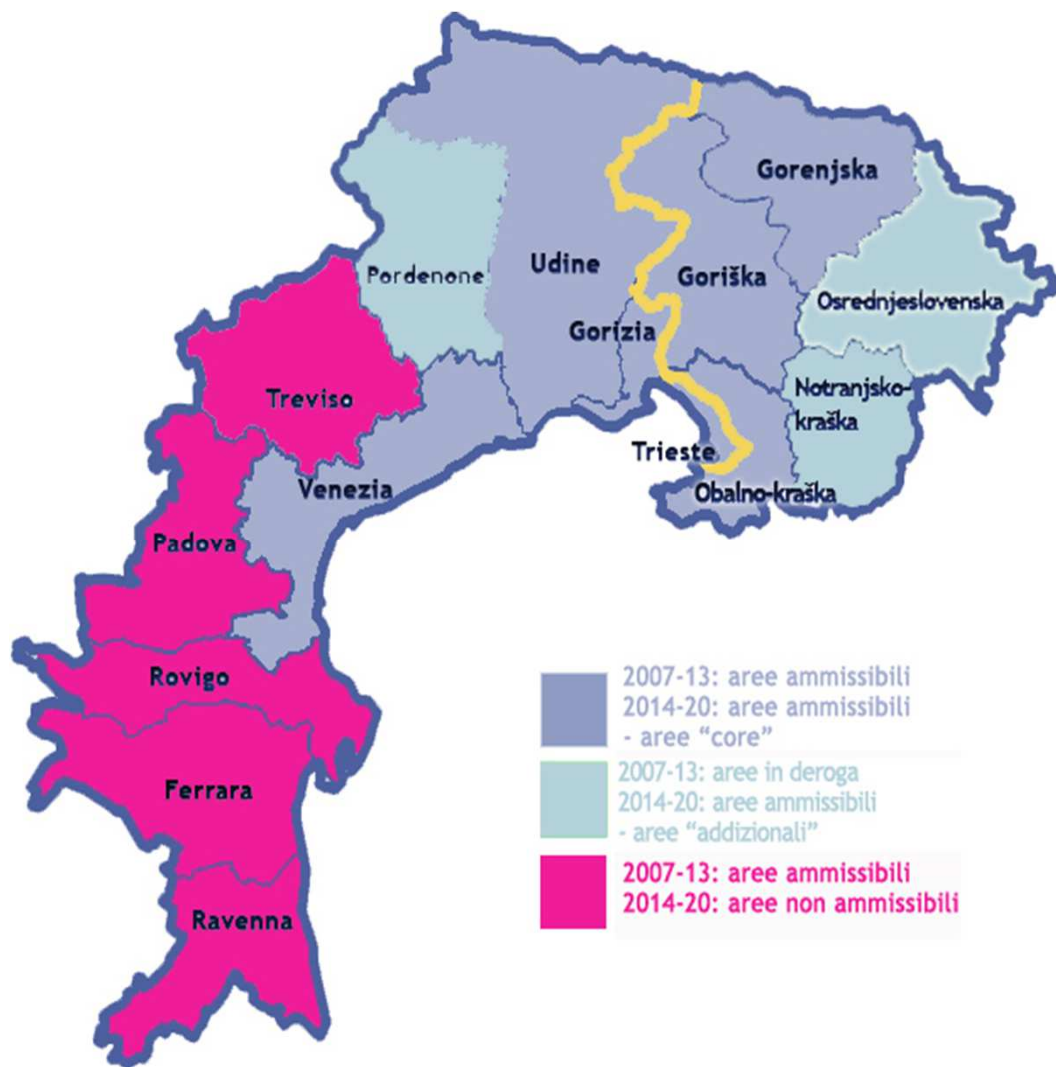 Gorenjska
Udine
Pordenone
Goriška
Osrednjeslovenska
Gorizia
Treviso
Notranjsko-
kraška
Trieste
Venezia
Obalno-kraška
Padova
Rovigo
Ferrara
Ravenna
2007-13: aree ammissibili
2014-20: aree ammissibili
- aree “core”
2007-13: aree in deroga
2014-20: aree ammissibili
- aree “addizionali”
2007-13: aree ammissibili
2014-20: aree non ammissibili